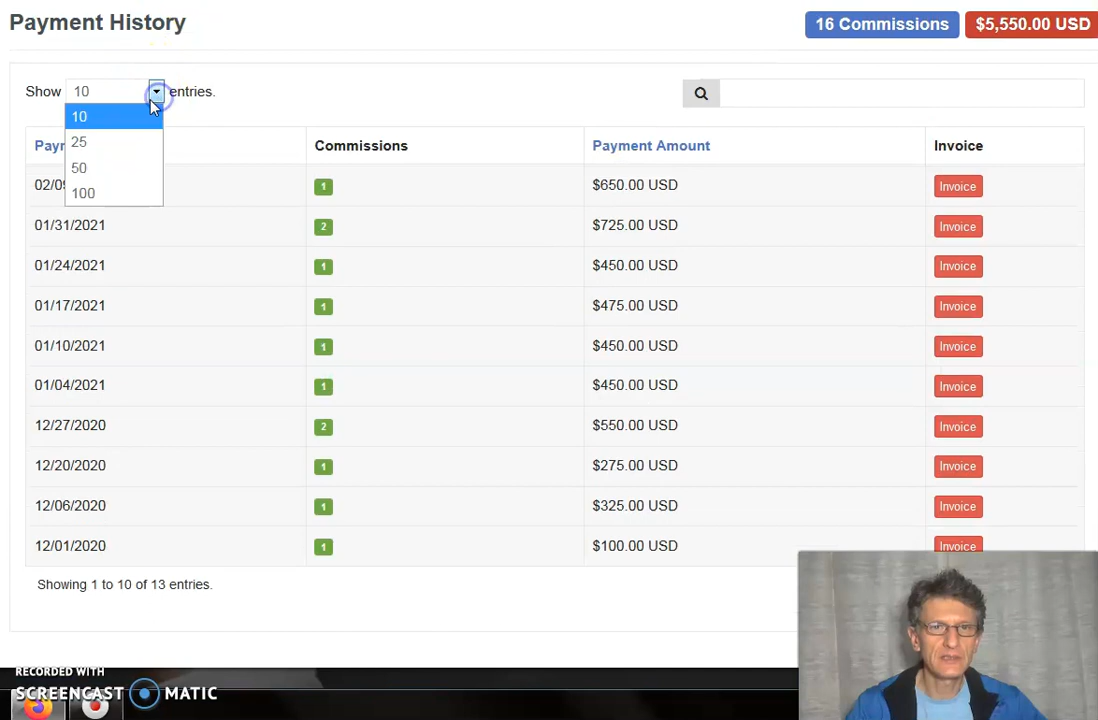 Payment History
16 Commissions
$5,550.00 USD
Show 10 entries.
10
25
50
100
Commissions
Payment Amount
Invoice
1
$650.00 USD
Invoice
01/31/2021
2
$725.00 USD
Invoice
01/24/2021
1
$450.00 USD
Invoice
01/17/2021
1
$475.00 USD
Invoice
01/10/2021
1
$450.00 USD
Invoice
01/04/2021
1
$450.00 USD
Invoice
12/27/2020
2
$550.00 USD
Invoice
12/20/2020
1
$275.00 USD
Invoice
12/06/2020
1
$325.00 USD
Invoice
12/01/2020
1
$100.00 USD
Invoice
Showing 1 to 10 of 13 entries.
RECORDED WITH
SCREENCAST MATIC